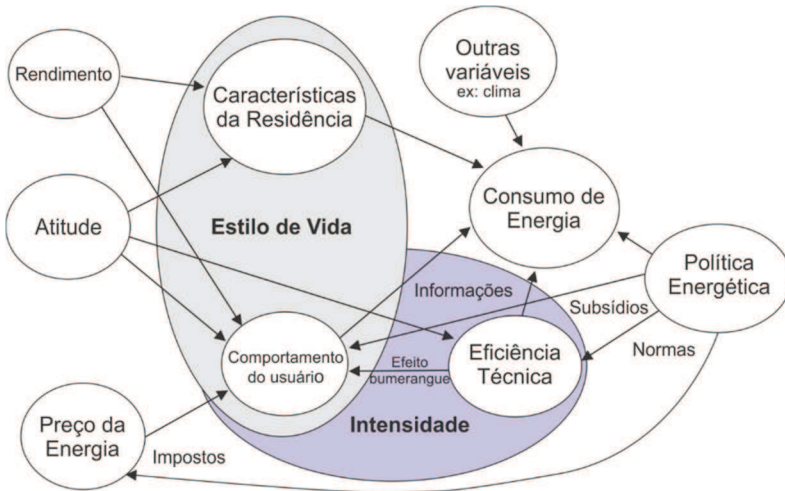 Rendimento
Características
da Residência
Outras
variáveis
ex: clima
Consumo de
Energia
Atitude
Estilo de Vida
Política
Energética
Informações
Subsídios
Normas
Comportamento
do usuário
Efeito
bumerangue
Eficiência
Técnica
Preço da
Energia
Impostos
Intensidade